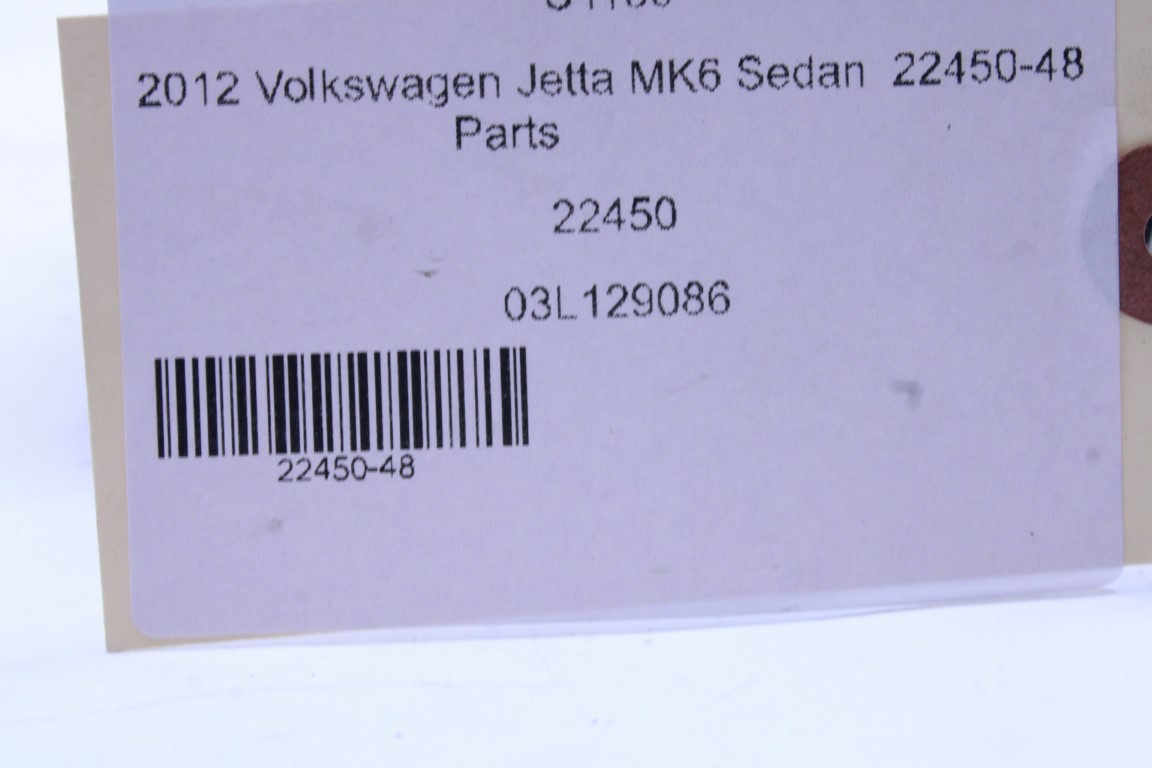 2012 Volkswagen Jetta MK6 Sedan 22450-48
Parts
22450
03L129086
22450-48